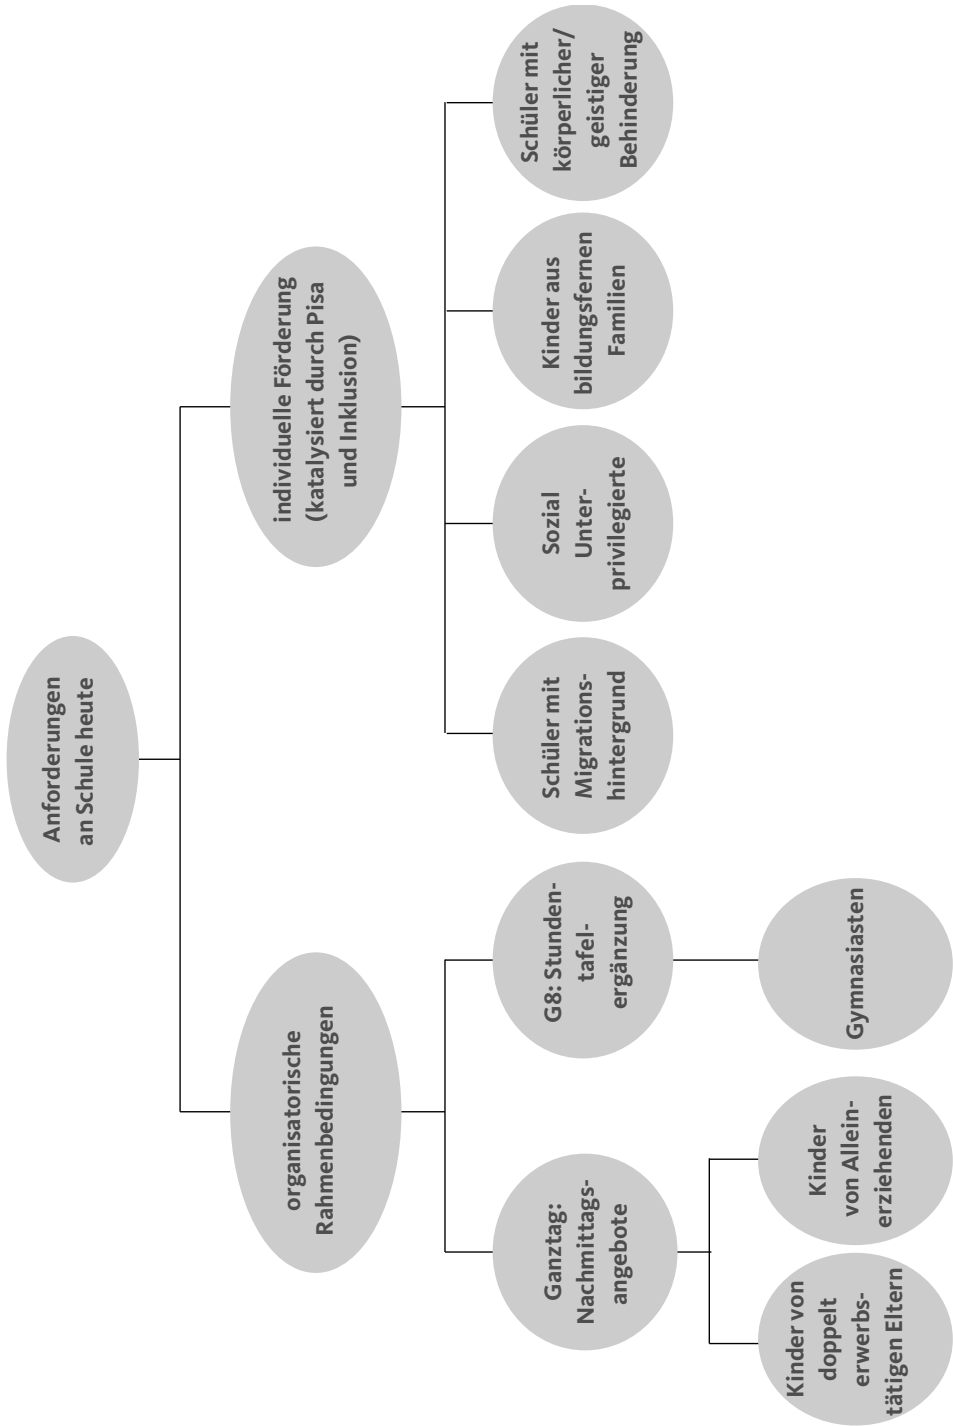 Anforderungen
an Schule heute
organisatorische
Rahmenbedingungen
individuelle Förderung
(katalysiert durch Pisa
und Inklusion)
Ganztag:
Nachmittags-
angebote
G8: Stunden-
tafel-
ergänzung
Schüler mit
Migrations-
hintergrund
Sozial
Unter-
privilegierte
Kinder aus
bildungsfernen
Familien
Schüler mit
körperlicher/
geistiger
Behinderung
Kinder von
doppelt
erwerbs-
tätigen Eltern
Kinder
von Allein-
erziehenden
Gymnasiasten